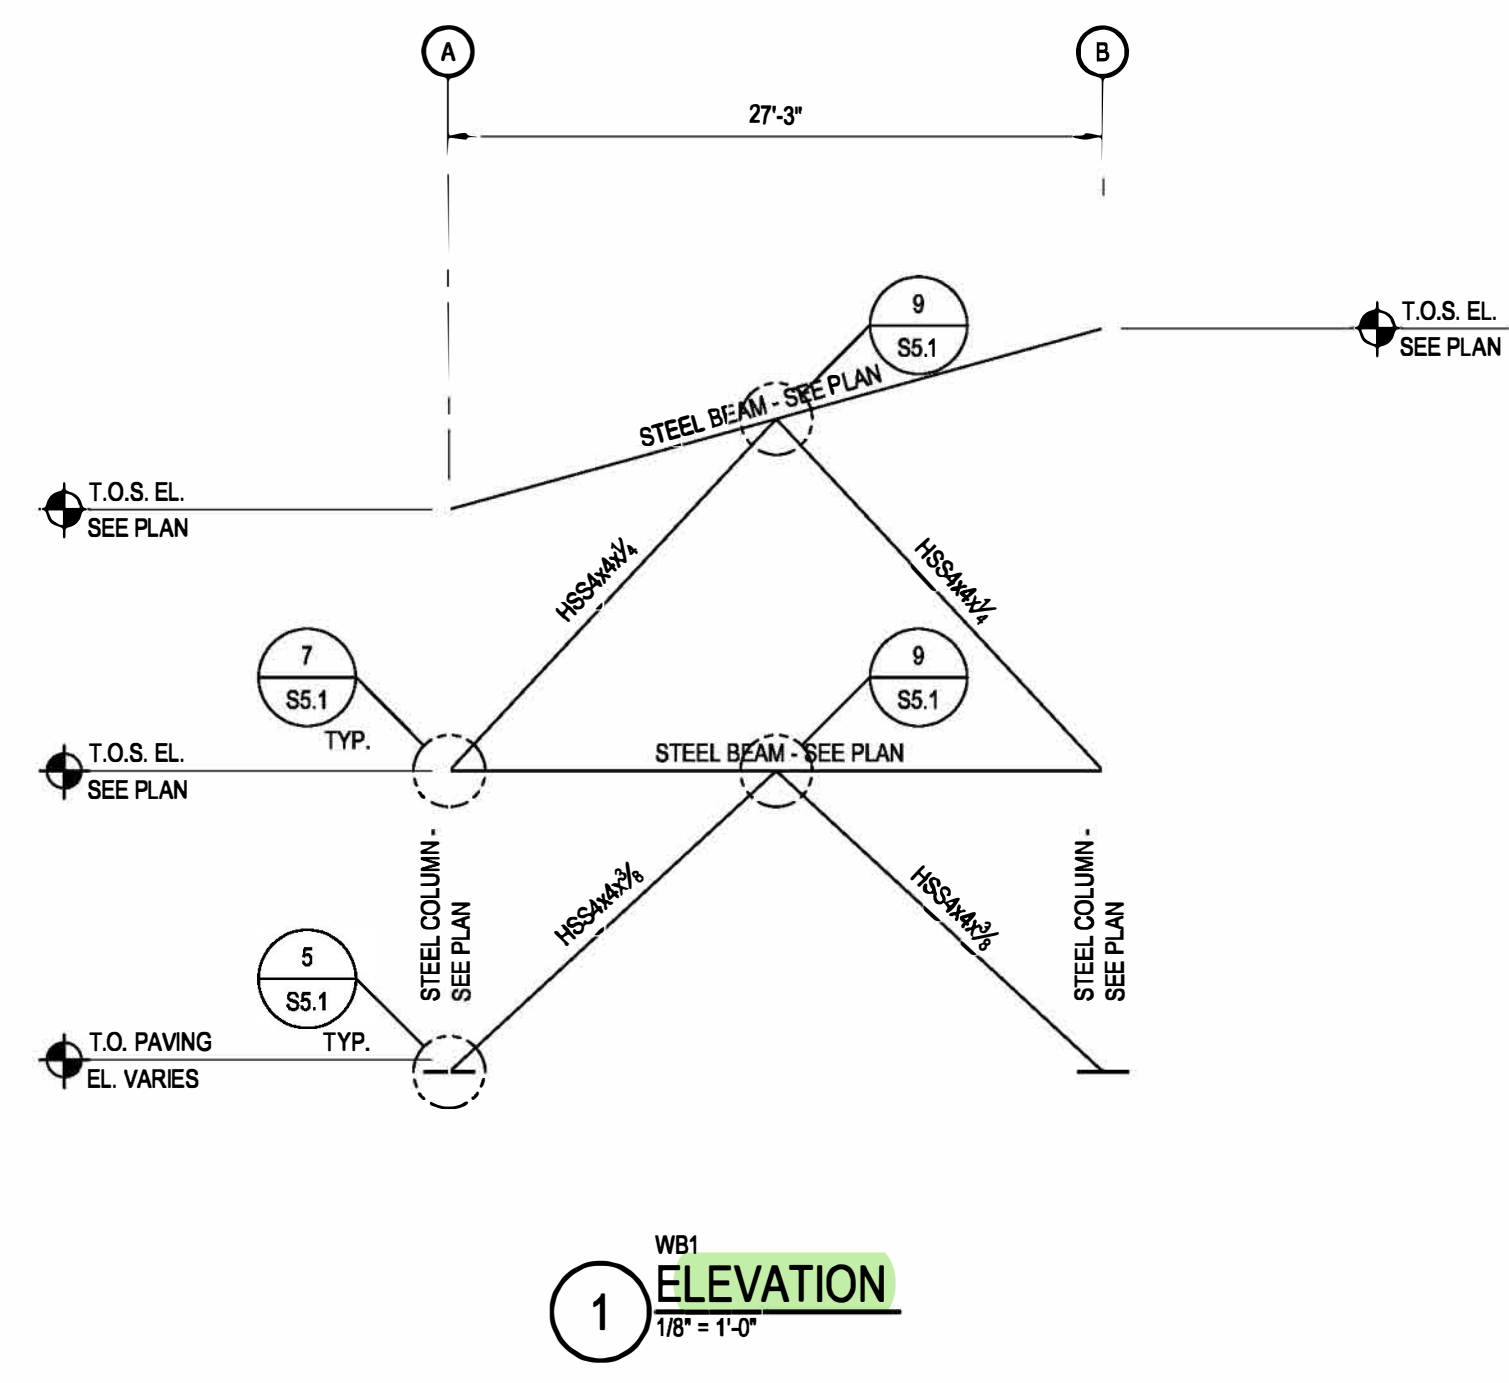 A
B
27'-3"
9
S5.1
T.O.S. EL.
SEE PLAN
STEEL BEAM - SEE PLAN
T.O.S. EL.
SEE PLAN
HSS4x4x1/4
HSS4x4x1/4
7
S5.1
TYP.
9
S5.1
T.O.S. EL.
SEE PLAN
STEEL BEAM - SEE PLAN
STEEL COLUMN -
SEE PLAN
HSS4x4x3/8
HSS4x4x3/8
STEEL COLUMN -
SEE PLAN
5
S5.1
TYP.
T.O. PAVING
EL. VARIES
WB1
1
ELEVATION
1/8" = 1'-0"